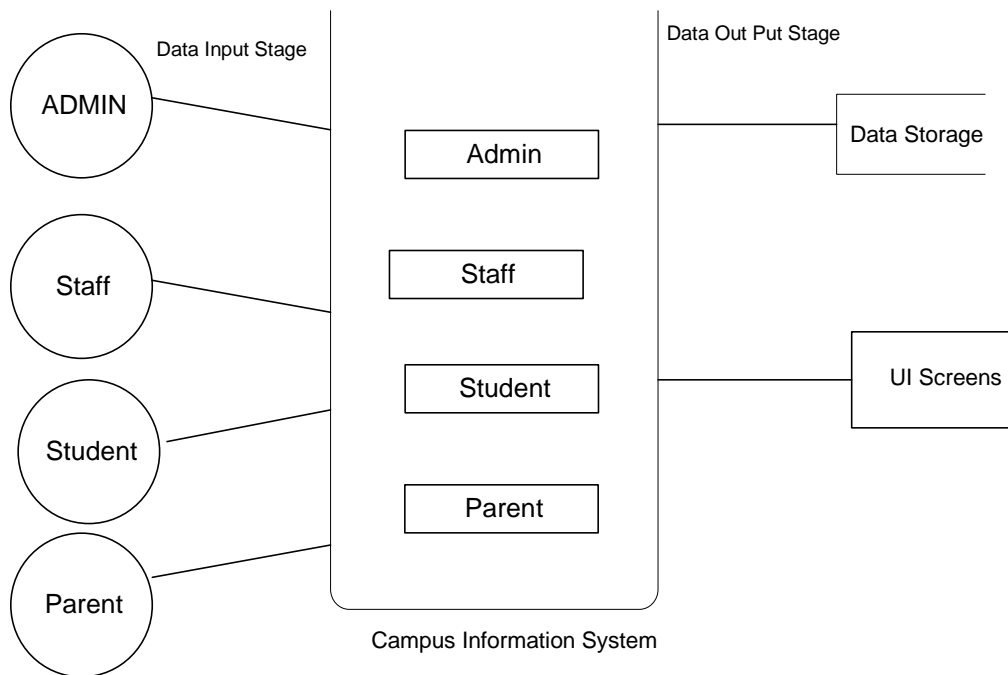 Data Input Stage
Data Out Put Stage
ADMIN
Staff
Student
Parent
Admin
Staff
Student
Parent
Data Storage
UI Screens
Campus Information System